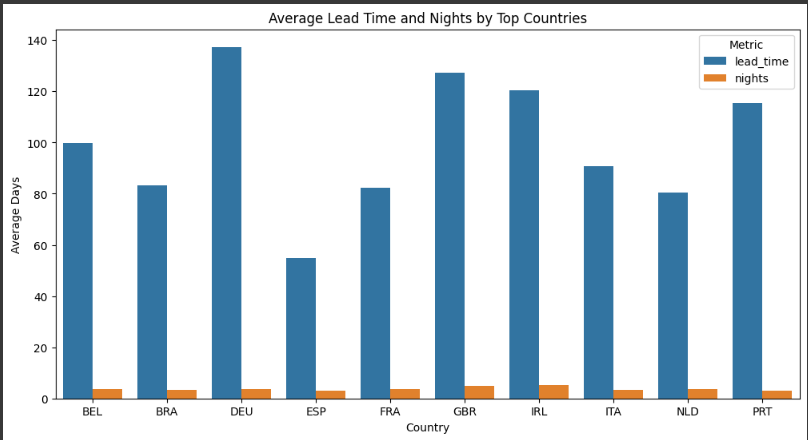 Average Lead Time and Nights by Top Countries
Metric
lead_time
nights
140
120
100
80
60
40
20
0
Average Days
BEL BRA DEU ESP FRA GBR IRL ITA NLD PRT
Country